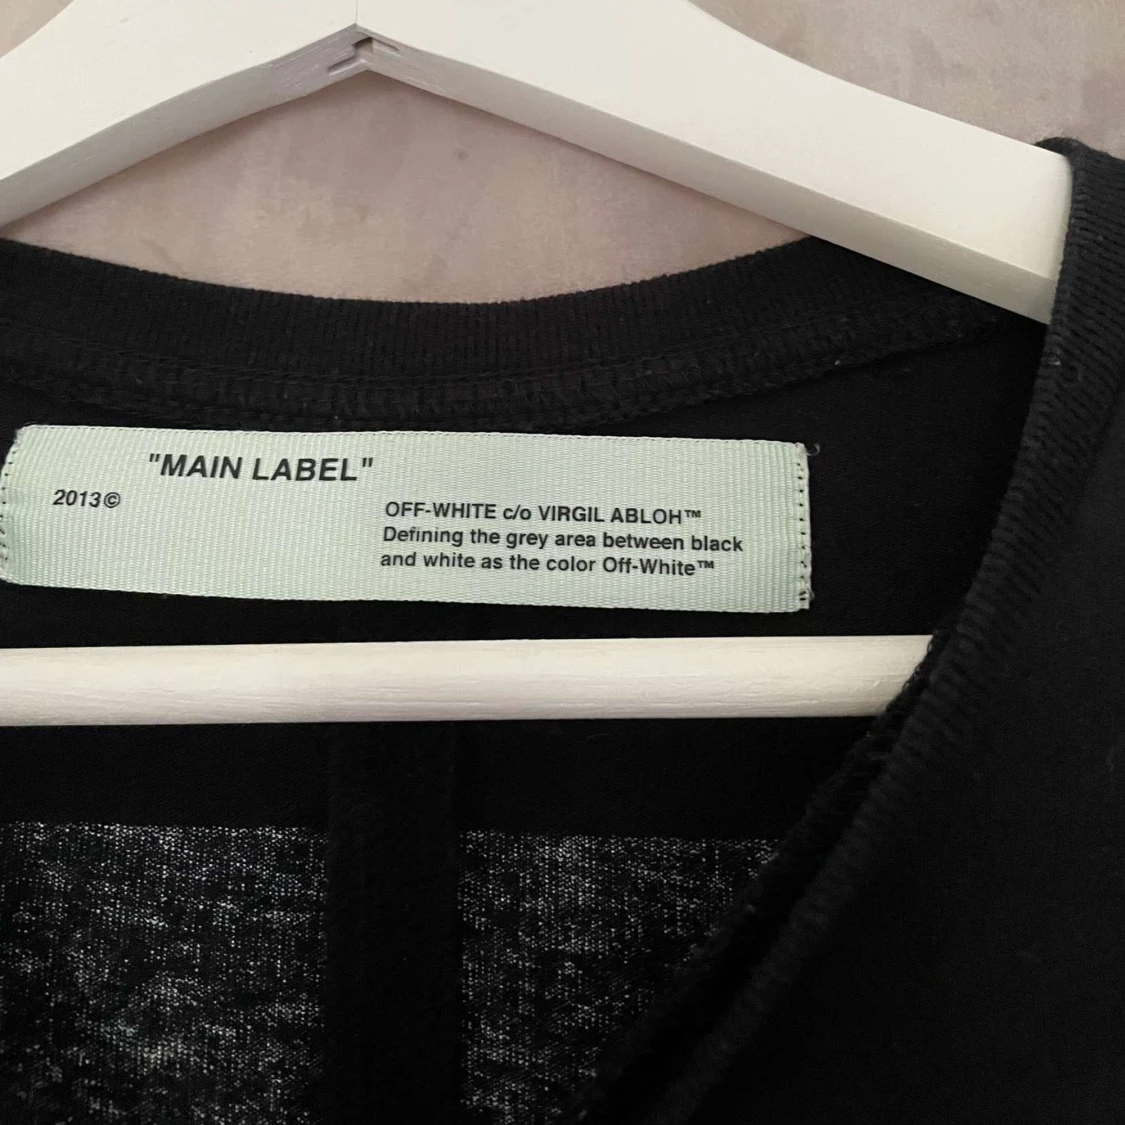 "MAIN LABEL"
2013©
OFF-WHITE c/o VIRGIL ABLOH™
Defining the grey area between black
and white as the color Off-White™